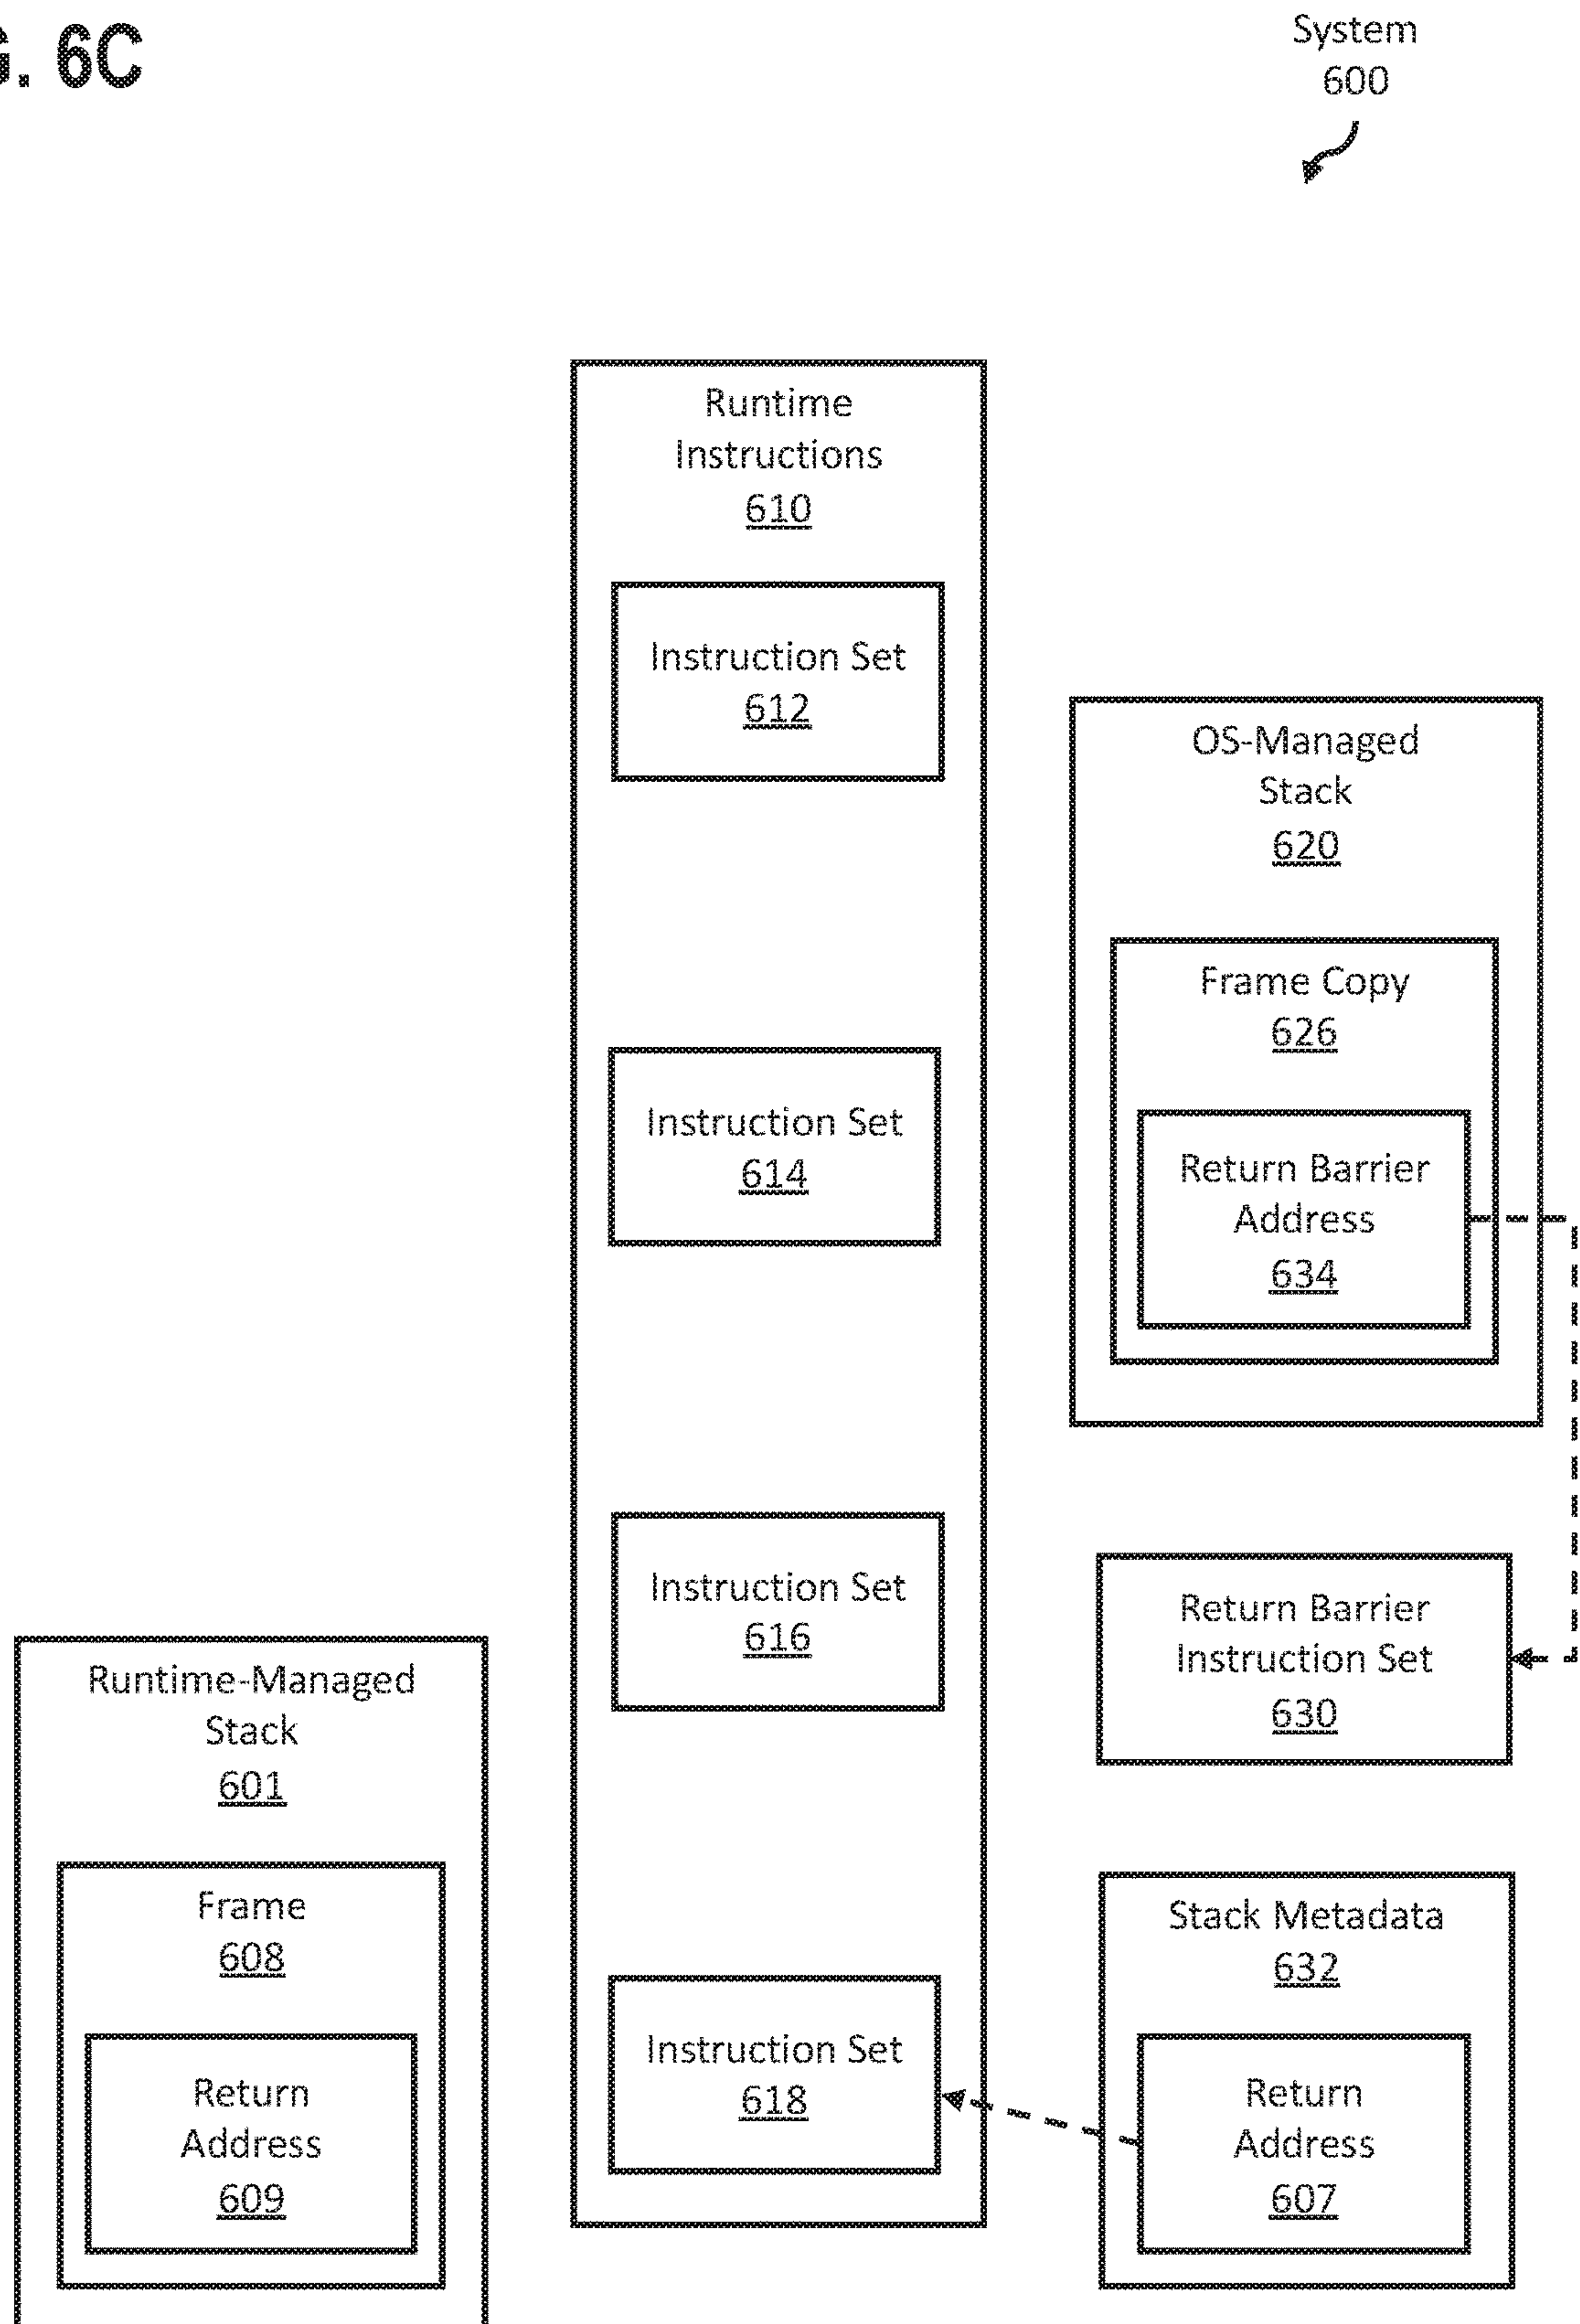 G. 6C
System
600
Runtime
Instructions
610
Instruction Set
612
Instruction Set
614
Instruction Set
616
Instruction Set
618
OS-Managed
Stack
620
Frame Copy
626
Return Barrier
Address
634
Return Barrier
Instruction Set
630
Runtime-Managed
Stack
601
Frame
608
Return
Address
609
Stack Metadata
632
Return
Address
607